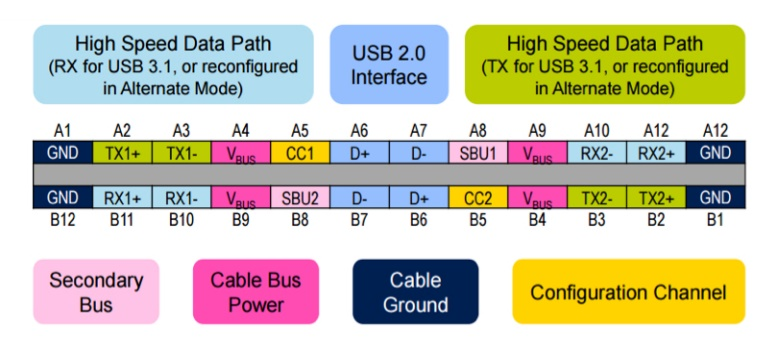 High Speed Data Path
(RX for USB 3.1, or reconfigured
in Alternate Mode)
USB 2.0
Interface
High Speed Data Path
(TX for USB 3.1, or reconfigured
in Alternate Mode)
A1 A2 A3 A4 A5 A6 A7 A8 A9 A10 A12 A12
GND TX1+ TX1- VBUS CC1 D+ D- SBU1 VBUS RX2- RX2+ GND
GND RX1+ RX1- VBUS SBU2 D- D+ CC2 VBUS TX2- TX2+ GND
B12 B11 B10 B9 B8 B7 B6 B5 B4 B3 B2 B1
Secondary
Bus
Cable Bus
Power
Cable
Ground
Configuration Channel